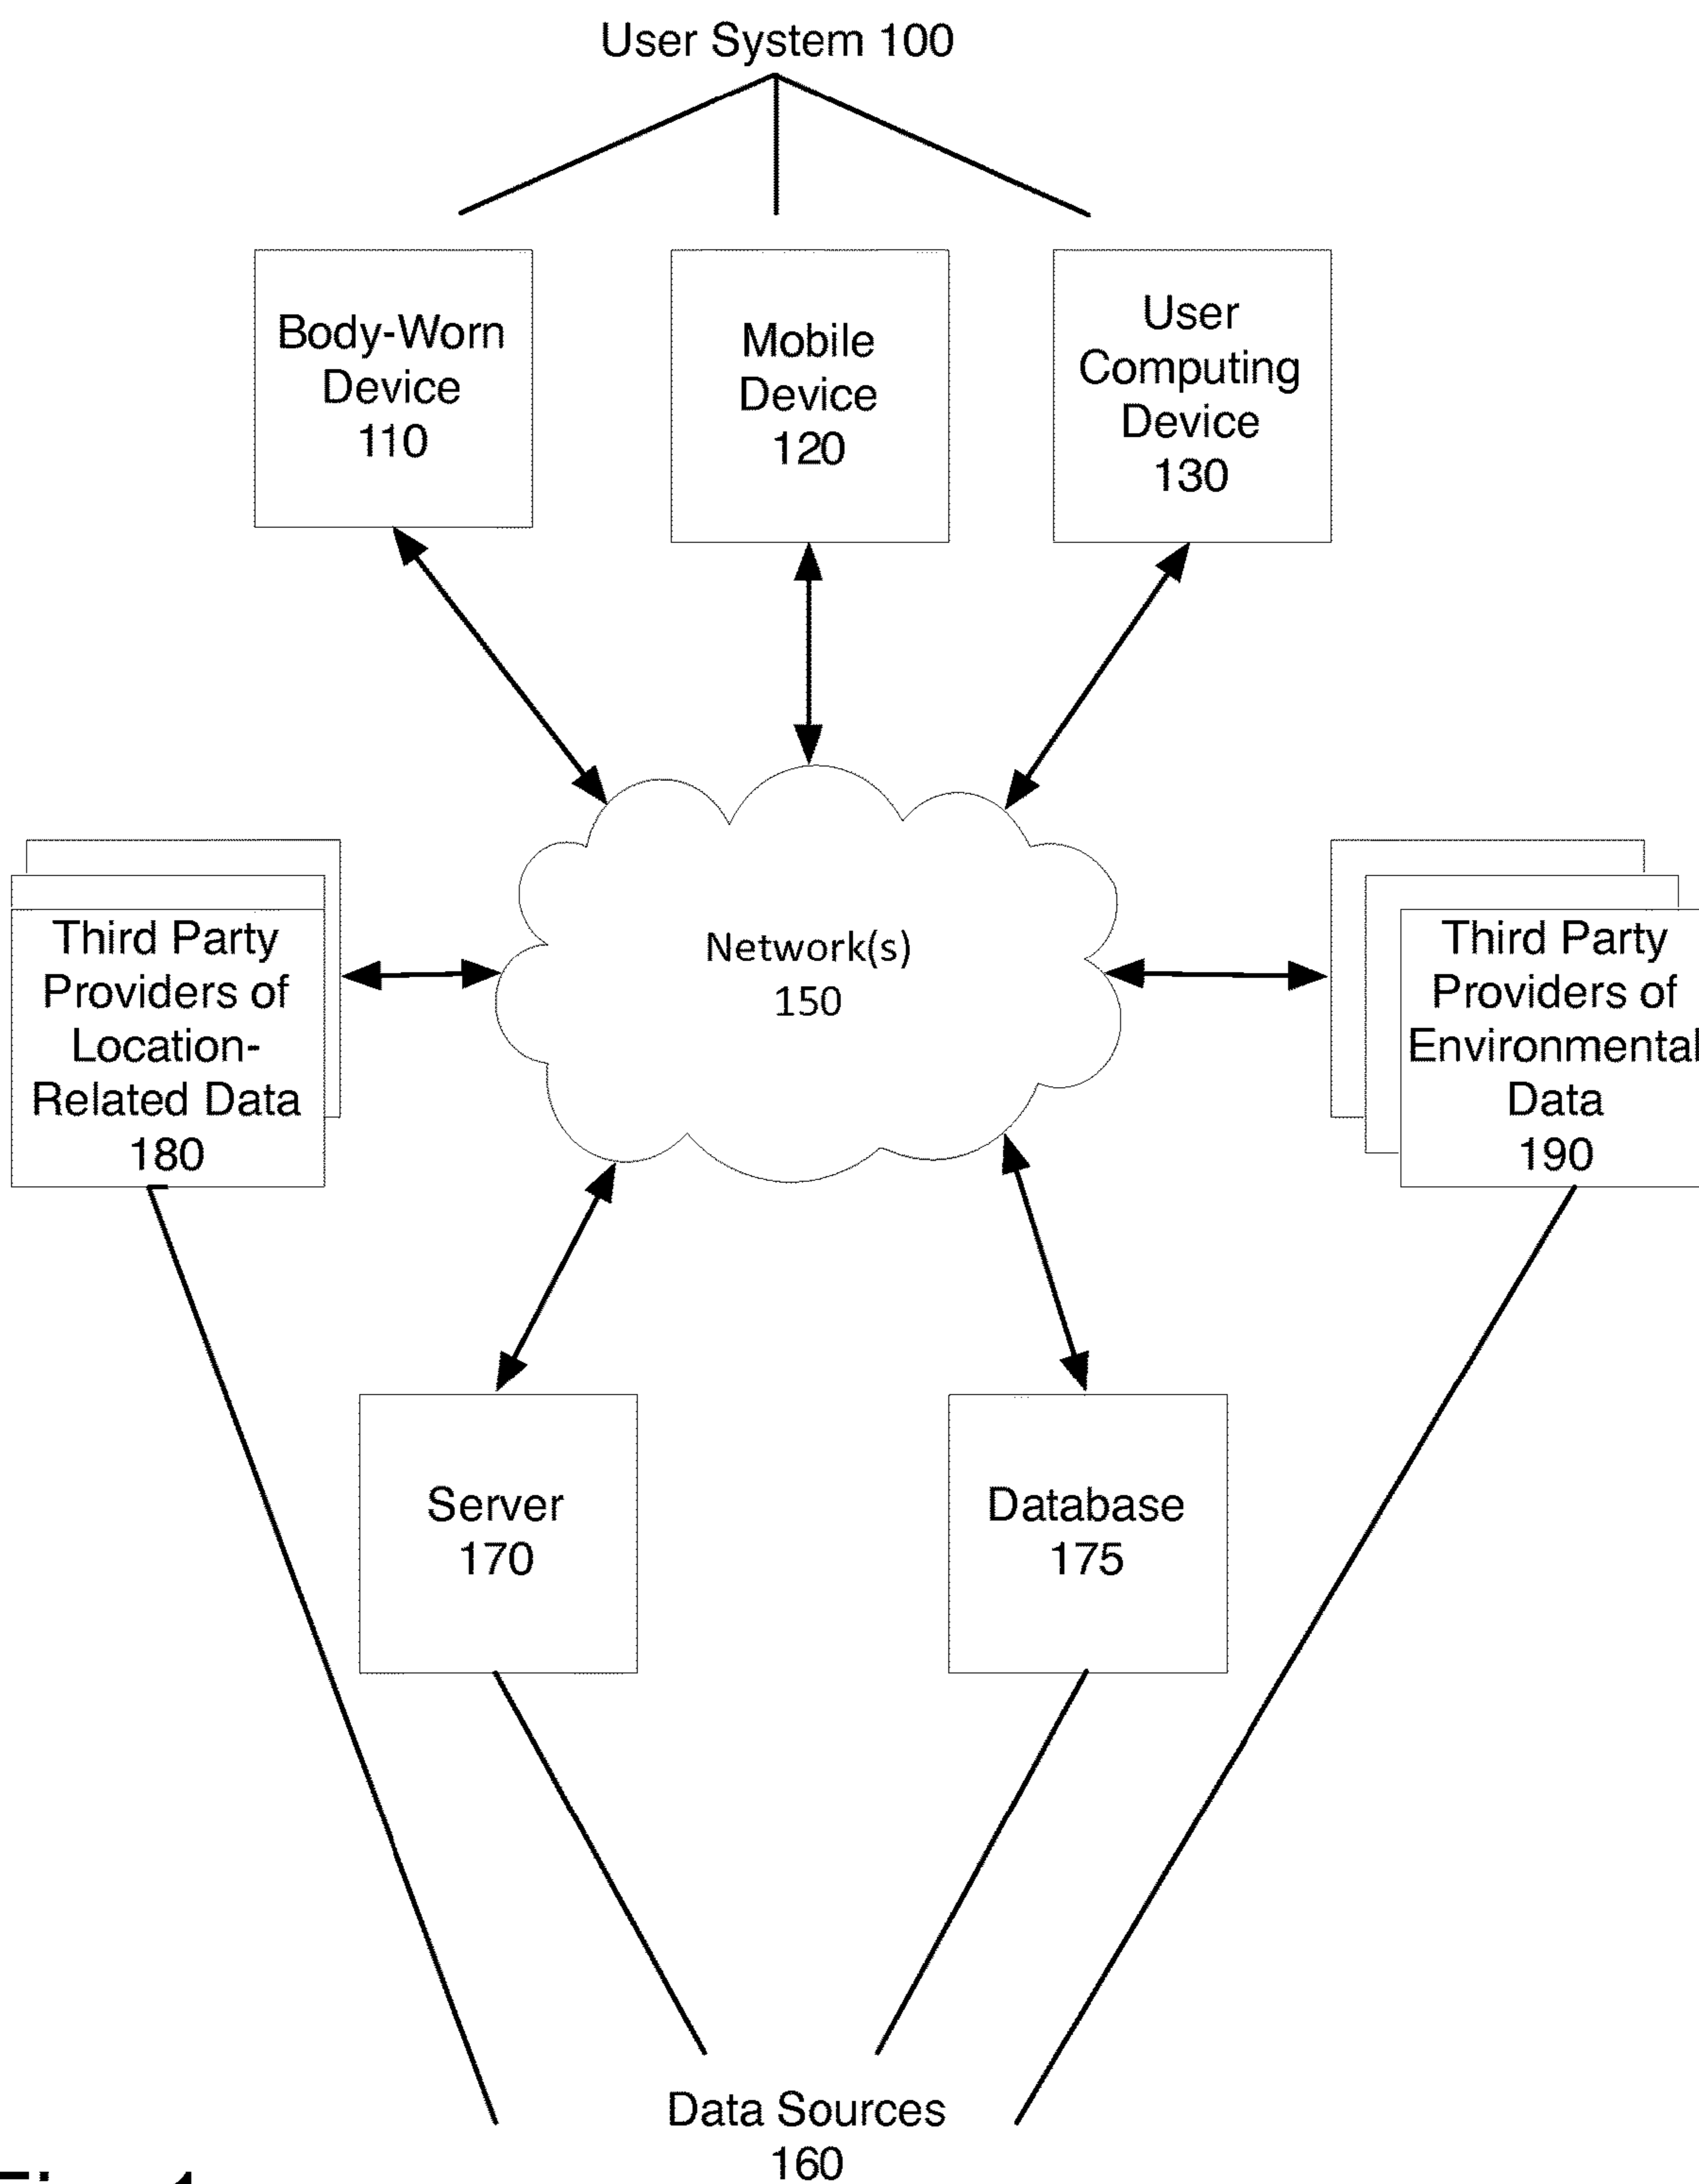 User System 100
Body-Worn
Device
110
Mobile
Device
120
User
Computing
Device
130
Network(s)
150
Third Party
Providers of
Location-
Related Data
180
Third Party
Providers of
Environmental
Data
190
Server
170
Database
175
Data Sources
160